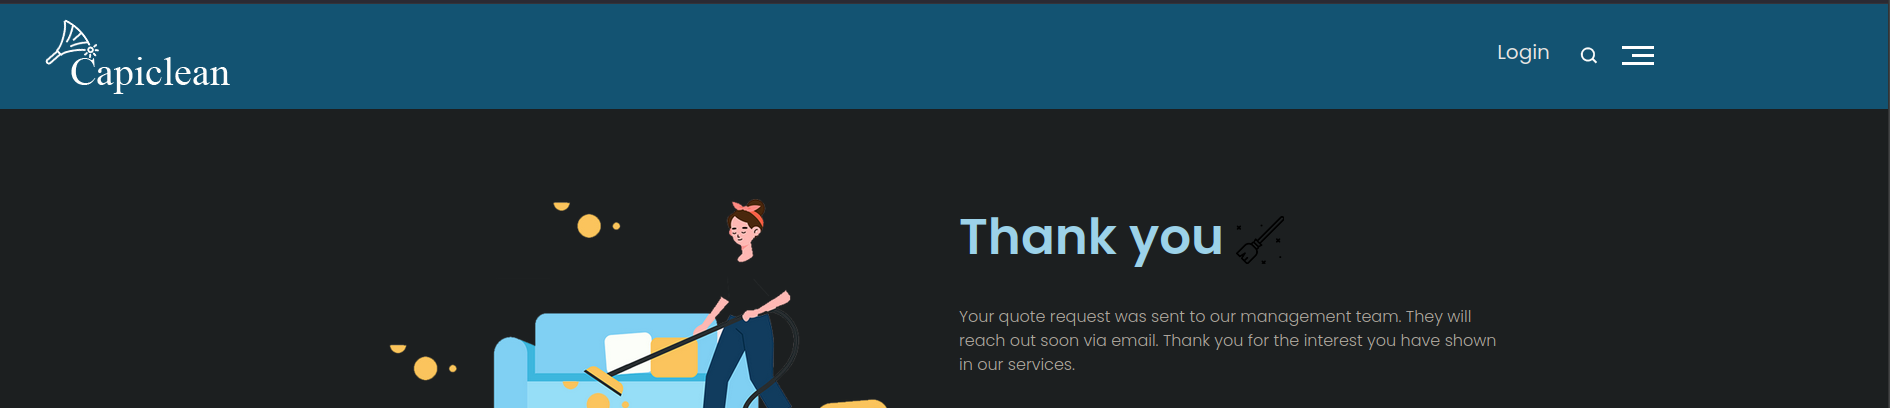 Capiclean
Login
Thank you
Your quote request was sent to our management team. They will
reach out soon via email. Thank you for the interest you have shown
in our services.